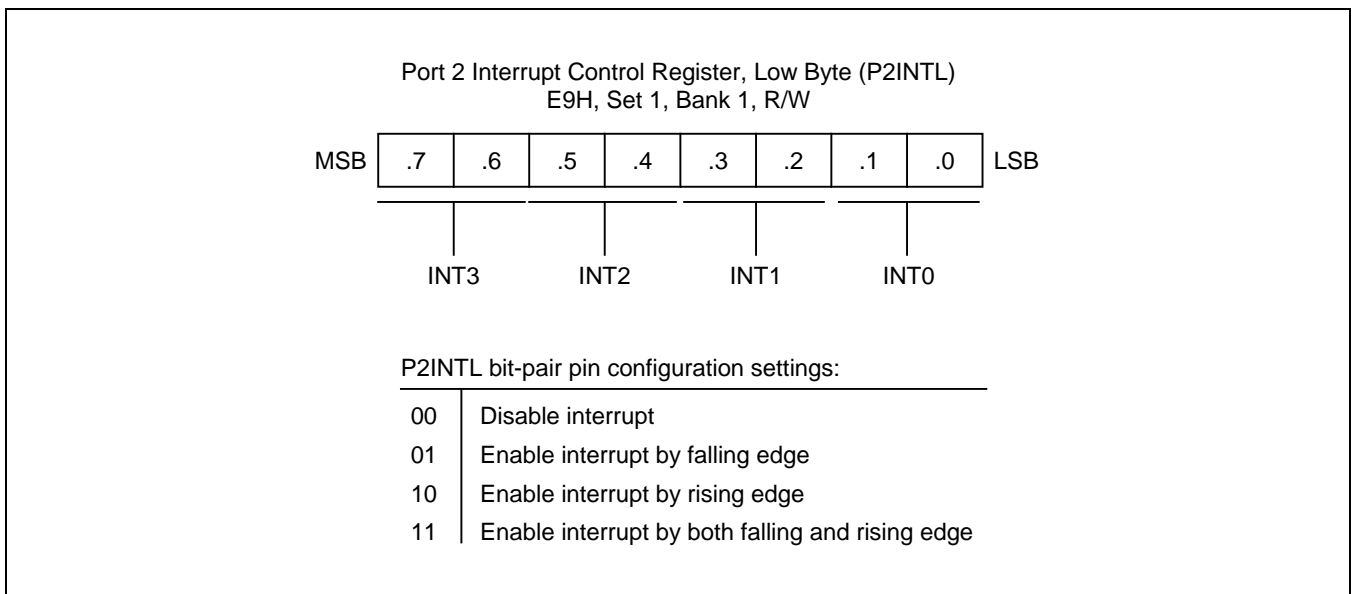 Port 2 Interrupt Control Register, Low Byte (P2INTL)
E9H, Set 1, Bank 1, R/W
MSB .7 .6 .5 .4 .3 .2 .1 .0 LSB
INT3 INT2 INT1 INT0
P2INTL bit-pair pin configuration settings:
00 Disable interrupt
01 Enable interrupt by falling edge
10 Enable interrupt by rising edge
11 Enable interrupt by both falling and rising edge